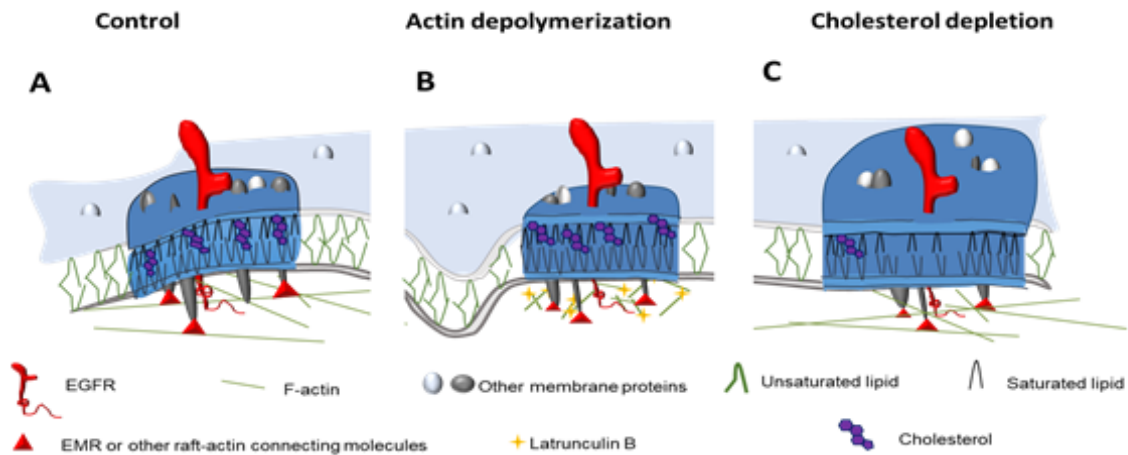 Control
Actin depolymerization
Cholesterol depletion
A
B
C
EGFR
F-actin
Other membrane proteins
Unsaturated lipid
Saturated lipid
EMR or other raft-actin connecting molecules
Latrunculin B
Cholesterol